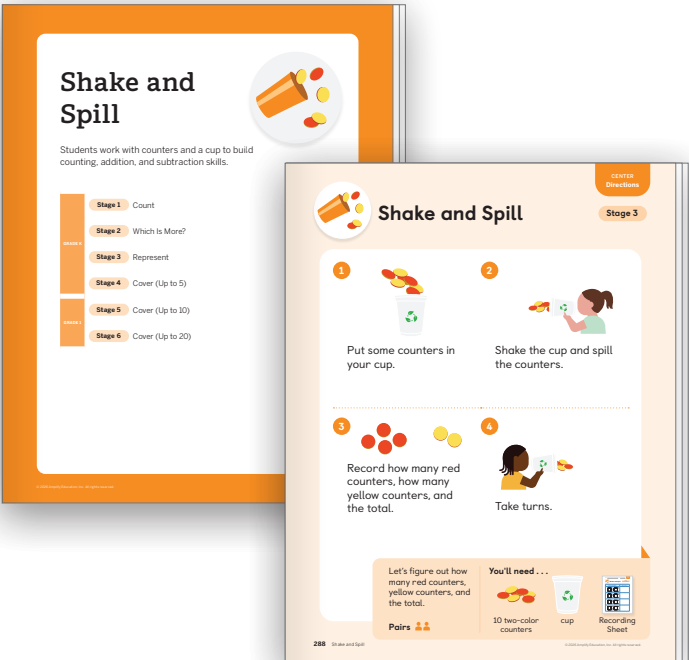 Shake and
Spill
Students work with counters and a cup to build
counting, addition, and subtraction skills.
GRADE K
Stage 1 Count
Stage 2 Which Is More?
Stage 3 Represent
Stage 4 Cover (Up to 5)
GRADE 1
Stage 5 Cover (Up to 10)
Stage 6 Cover (Up to 20)
CENTER
Directions
Shake and Spill
Stage 3
1
Put some counters in
your cup.
2
Shake the cup and spill
the counters.
3
Record how many red
counters, how many
yellow counters, and
the total.
4
Take turns.
Let's figure out how
many red counters,
yellow counters, and
the total.
Pairs
You'll need . . .
10 two-color
counters
cup
Recording
Sheet
288 Shake and Spill